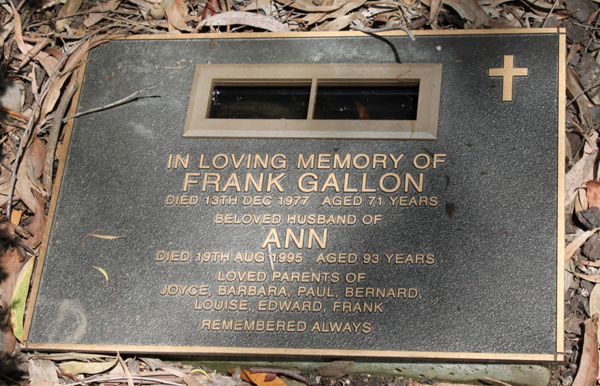 IN LOVING MEMORY OF
FRANK GALLON
DIED 13TH DEC 1977 AGED 71 YEARS
BELOVED HUSBAND OF
ANN
DIED 19TH AUG 1995 AGED 93 YEARS
LOVED PARENTS OF
JOYCE, BARBARA, PAUL, BERNARD,
LOUISE, EDWARD, FRANK
REMEMBERED ALWAYS